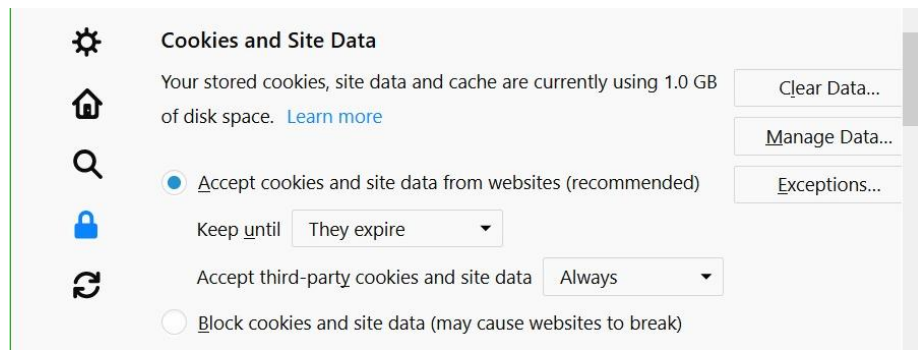 Cookies and Site Data
Your stored cookies, site data and cache are currently using 1.0 GB
of disk space. Learn more
Clear Data...
Manage Data...
Accept cookies and site data from websites (recommended)
Exceptions...
Keep until They expire
Accept third-party cookies and site data Always
Block cookies and site data (may cause websites to break)